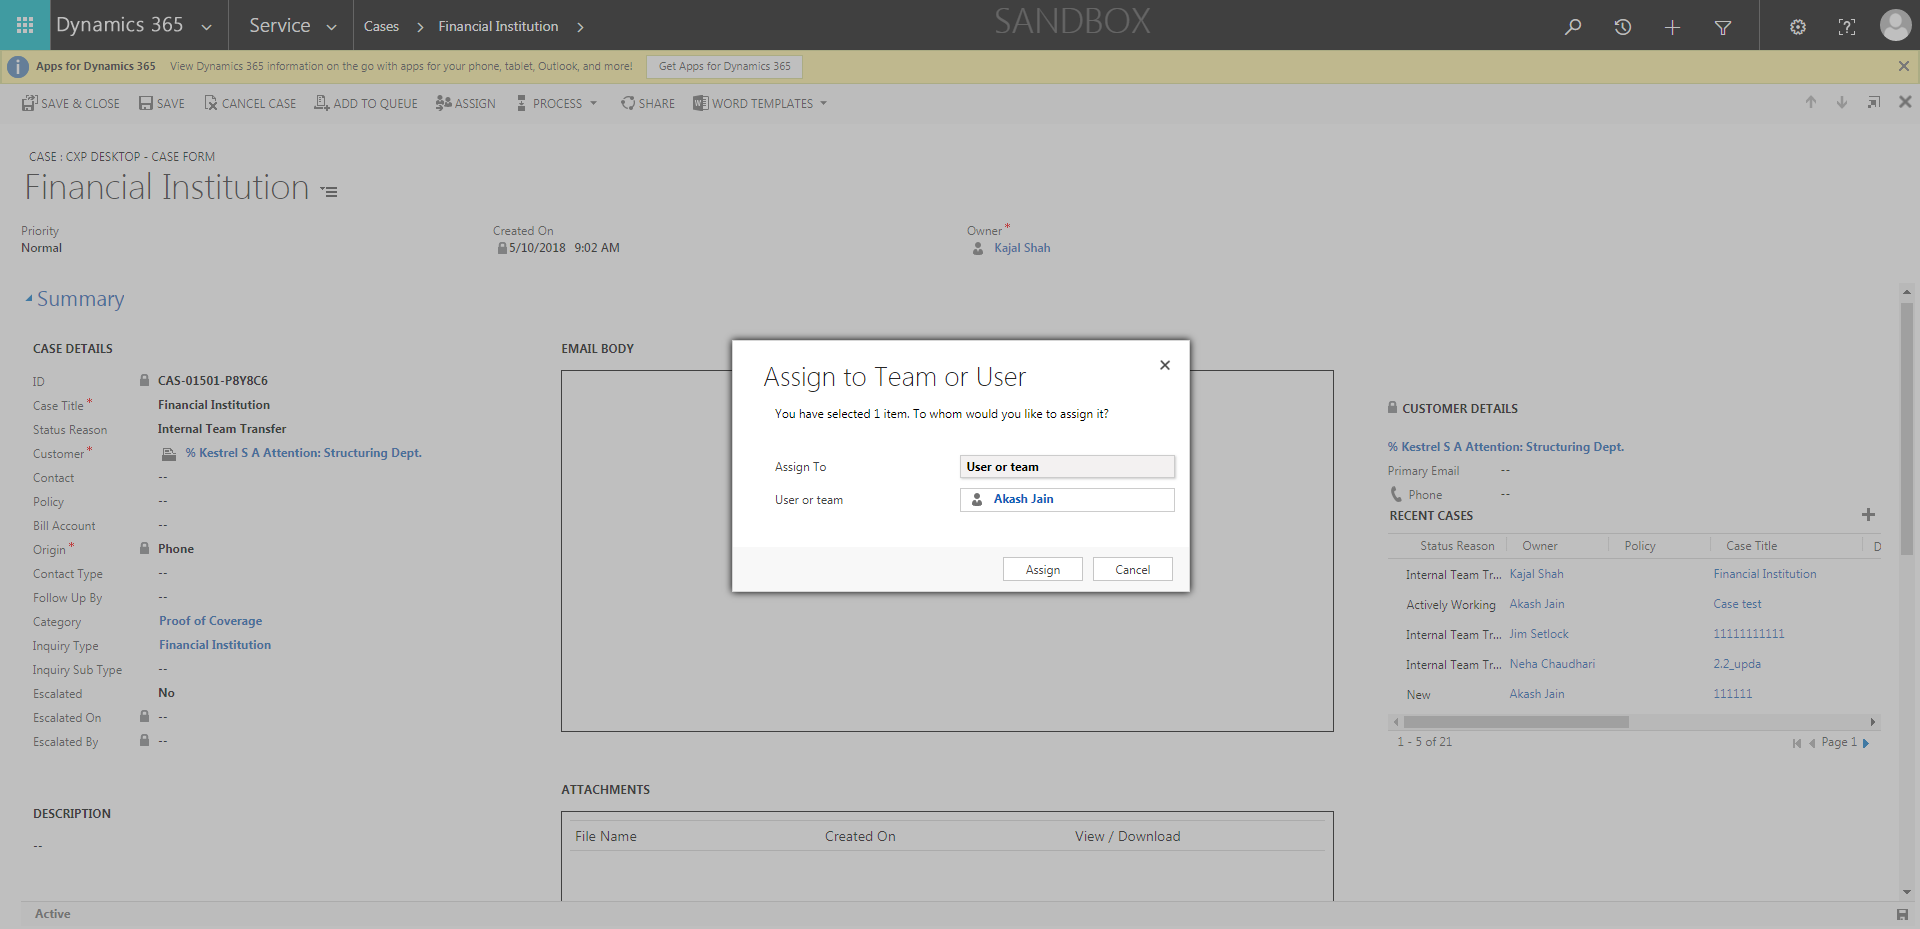 Dynamics 365 Service Cases Financial Institution SANDBOX
Apps for Dynamics 365 View Dynamics 365 information on the go with apps for your phone, tablet, Outlook, and more! Get Apps for Dynamics 365
SAVE & CLOSE SAVE CANCEL CASE ADD TO QUEUE ASSIGN PROCESS SHARE WORD TEMPLATES
CASE : CXP DESKTOP - CASE FORM
Financial Institution
Priority
Normal
Created On
5/10/2018 9:02 AM
Owner*
Kajal Shah
Summary
CASE DETAILS
ID CAS-01501-P8Y8C6
Case Title* Financial Institution
Status Reason Internal Team Transfer
Customer* % Kestrel S A Attention: Structuring Dept.
Contact --
Policy --
Bill Account --
Origin* Phone
Contact Type --
Follow Up By --
Category Proof of Coverage
Inquiry Type Financial Institution
Inquiry Sub Type --
Escalated No
Escalated On --
Escalated By --
DESCRIPTION
--
EMAIL BODY
Assign to Team or User
You have selected 1 item. To whom would you like to assign it?
Assign To User or team
User or team Akash Jain
Assign Cancel
ATTACHMENTS
File Name Created On View / Download
CUSTOMER DETAILS
% Kestrel S A Attention: Structuring Dept.
Primary Email --
Phone --
RECENT CASES
Status Reason Owner Policy Case Title D
Internal Team Tr... Kajal Shah Financial Institution
Actively Working Akash Jain Case test
Internal Team Tr... Jim Setlock 11111111111
Internal Team Tr... Neha Chaudhari 2.2_upda
New Akash Jain 111111
1 - 5 of 21 Page 1
Active